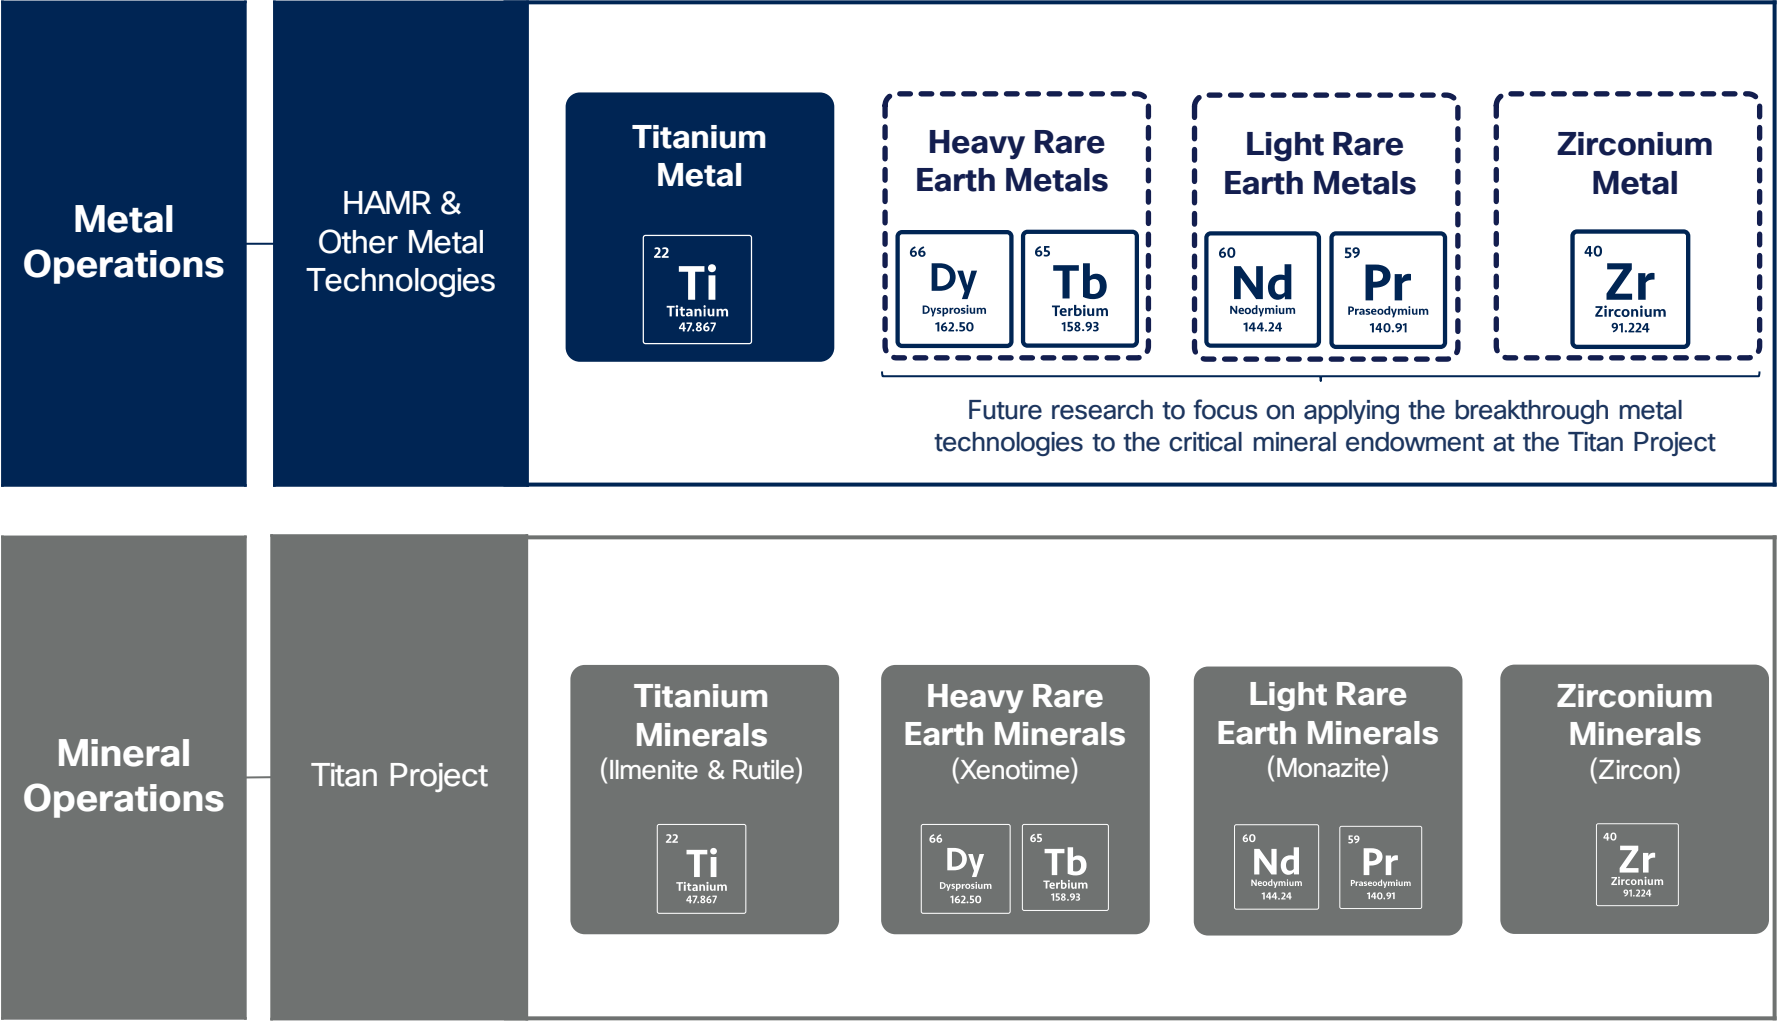 Metal
Operations
HAMR &
Other Metal
Technologies
Titanium
Metal
22
Ti
Titanium
47.867
Heavy Rare
Earth Metals
66
Dy
Dysprosium
162.50
65
Tb
Terbium
158.93
Light Rare
Earth Metals
60
Nd
Neodymium
144.24
59
Pr
Praseodymium
140.91
Zirconium
Metal
40
Zr
Zirconium
91.224
Future research to focus on applying the breakthrough metal
technologies to the critical mineral endowment at the Titan Project
Mineral
Operations
Titan Project
Titanium
Minerals
(Ilmenite & Rutile)
22
Ti
Titanium
47.867
Heavy Rare
Earth Minerals
(Xenotime)
66
Dy
Dysprosium
162.50
65
Tb
Terbium
158.93
Light Rare
Earth Minerals
(Monazite)
60
Nd
Neodymium
144.24
59
Pr
Praseodymium
140.91
Zirconium
Minerals
(Zircon)
40
Zr
Zirconium
91.224